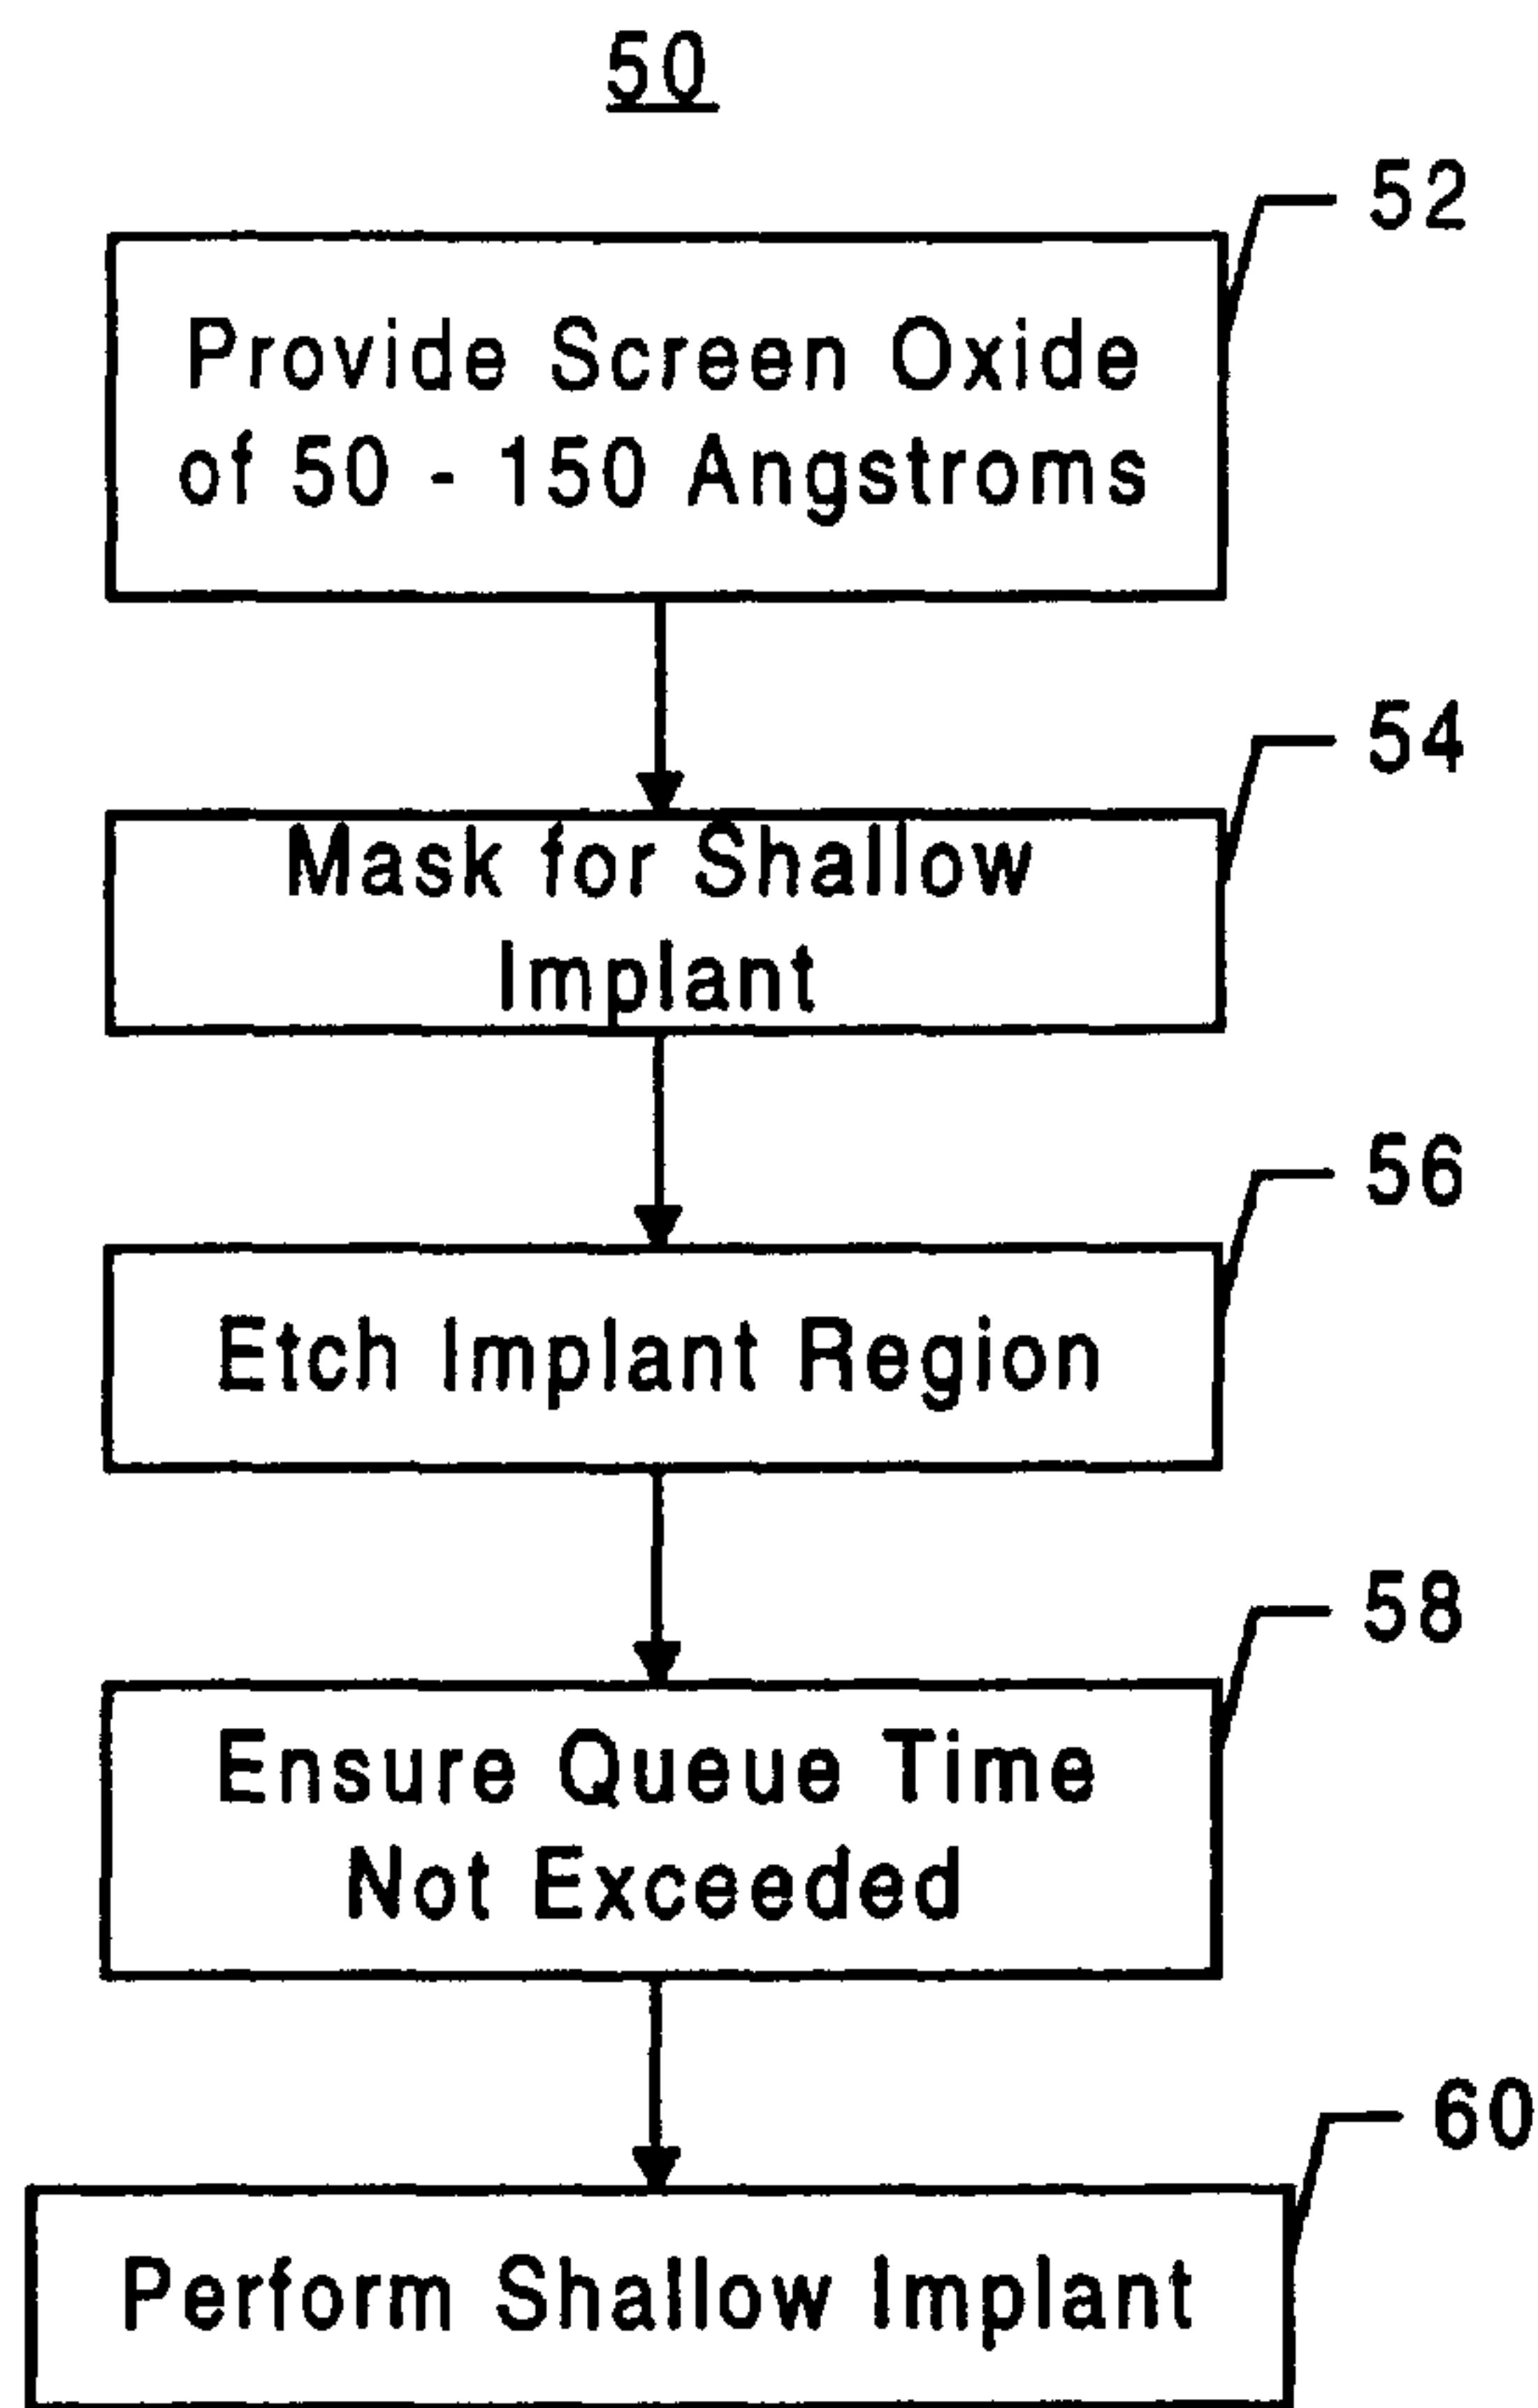 50
52
Provide Screen Oxide
of 50 - 150 Angstroms
54
Mask for Shallow
Implant
56
Etch Implant Region
58
Ensure Queue Time
Not Exceeded
60
Perform Shallow Implant